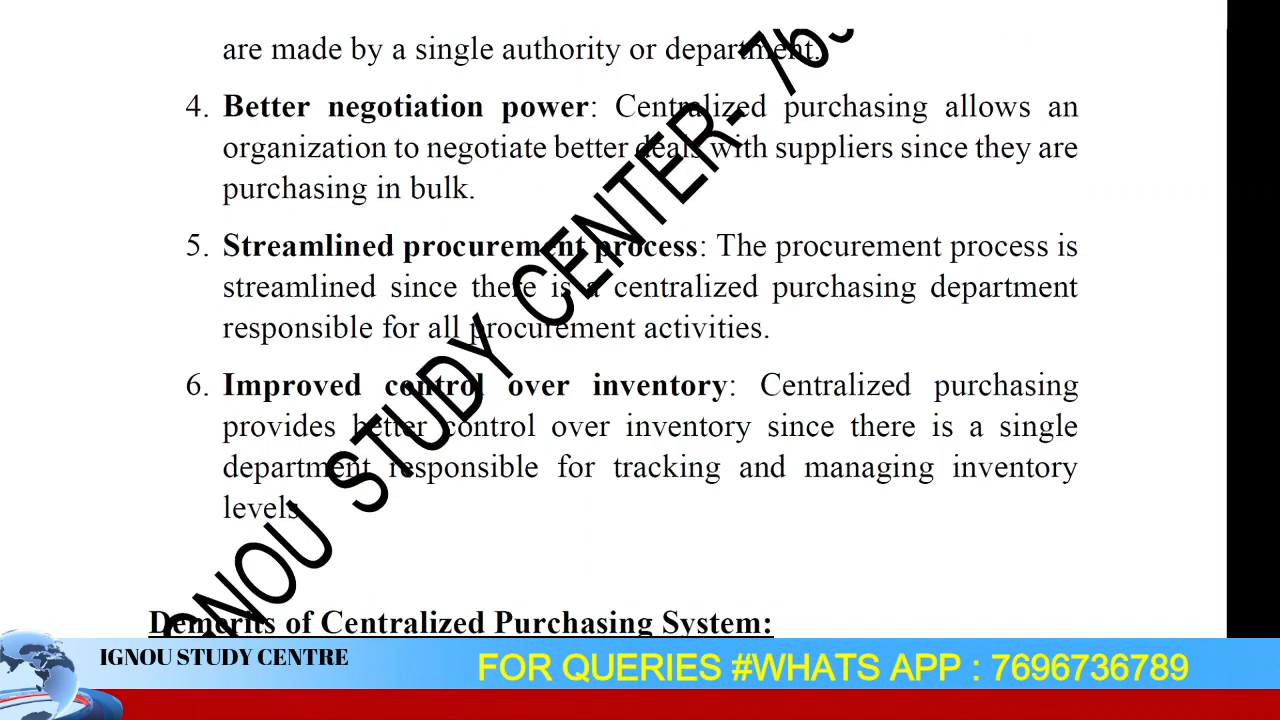 are made by a single authority or department.
4. Better negotiation power: Centralized purchasing allows an
organization to negotiate better deals with suppliers since they are
purchasing in bulk.
5. Streamlined procurement process: The procurement process is
streamlined since there is a centralized purchasing department
responsible for all procurement activities.
6. Improved control over inventory: Centralized purchasing
provides better control over inventory since there is a single
department responsible for tracking and managing inventory
levels.
Demerits of Centralized Purchasing System:
IGNOU STUDY CENTER- 769
IGNOU STUDY CENTRE
FOR QUERIES #WHATS APP : 7696736789